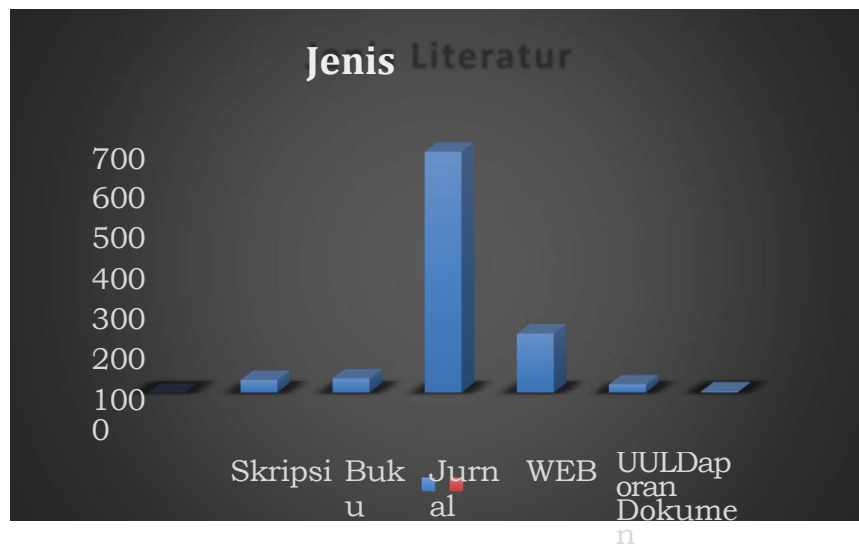 Jenis Literatur
700
600
500
400
300
200
100
0
Skripsi
Buk
u
Jurn
al
WEB
UULDap
oran
Dokume
n